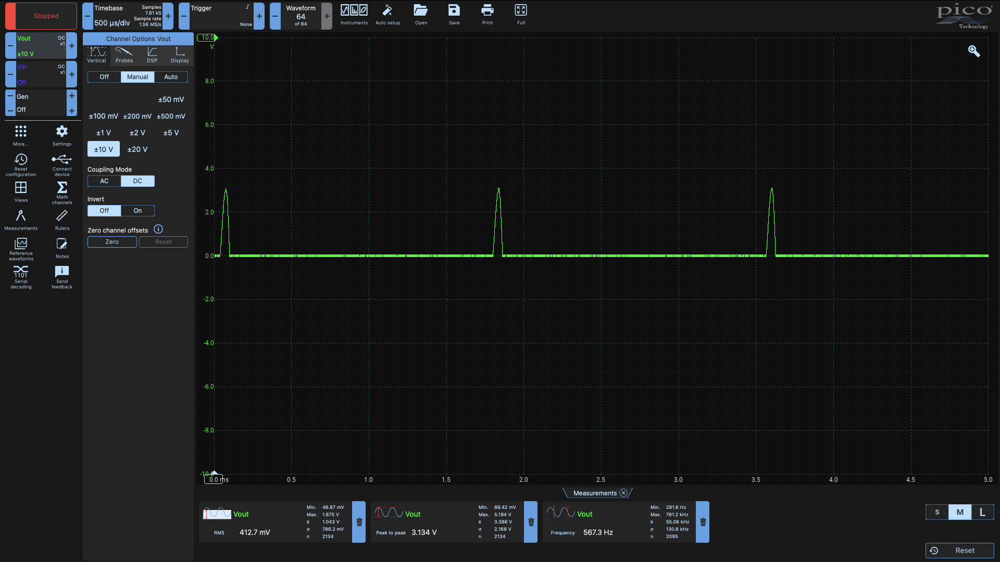 Stopped
Timebase
500 µs/div
Samples
7.81 kS
Sample rate
1.56 MS/s
Trigger
None
Waveform
64
of 64
Instruments
Auto setup
Open
Save
Print
Full
pico
Technology
Vout
DC
x1
±10 V
Vin
DC
x1
Off
Gen
Off
More...
Settings
Reset configuration
Connect device
Views
Math channels
Measurements
Rulers
Reference waveforms
Notes
1101
Serial decoding
Send feedback
Channel Options Vout
Vertical
Probes
DSP
Display
Off Manual Auto
±50 mV
±100 mV ±200 mV ±500 mV
±1 V ±2 V ±5 V
±10 V ±20 V
Coupling Mode
AC DC
Invert
Off On
Zero channel offsets
Zero Reset
10.0
V
8.0
6.0
4.0
2.0
0.0
-2.0
-4.0
-6.0
-8.0
-10.0
0.0 ms 0.5 1.0 1.5 2.0 2.5 3.0 3.5 4.0 4.5 5.0
Measurements
Vout
RMS 412.7 mV
Min. 46.87 mV
Max. 1.875 V
x̄ 1.043 V
σ 786.2 mV
n 2134
Vout
Peak to peak 3.134 V
Min. 89.42 mV
Max. 5.194 V
x̄ 3.386 V
σ 2.168 V
n 2134
Vout
Frequency 567.3 Hz
Min. 281.6 Hz
Max. 781.2 kHz
x̄ 55.06 kHz
σ 130.8 kHz
n 2095
S M L
Reset